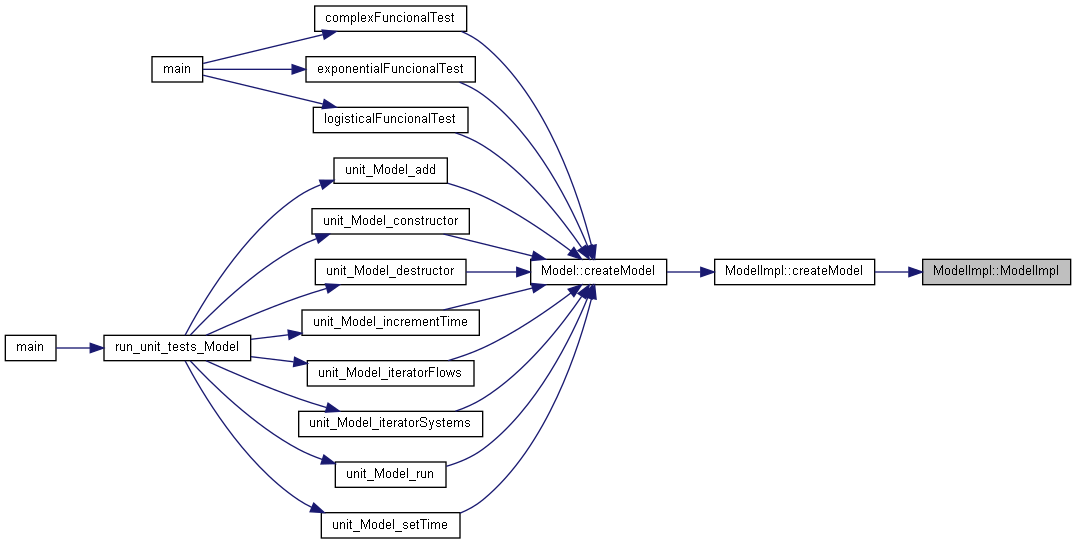 complexFuncionalTest
main
exponentialFuncionalTest
logisticalFuncionalTest
unit_Model_add
unit_Model_constructor
unit_Model_destructor
Model::createModel
ModelImpl::createModel
ModelImpl::ModelImpl
unit_Model_incrementTime
main
run_unit_tests_Model
unit_Model_iteratorFlows
unit_Model_iteratorSystems
unit_Model_run
unit_Model_setTime